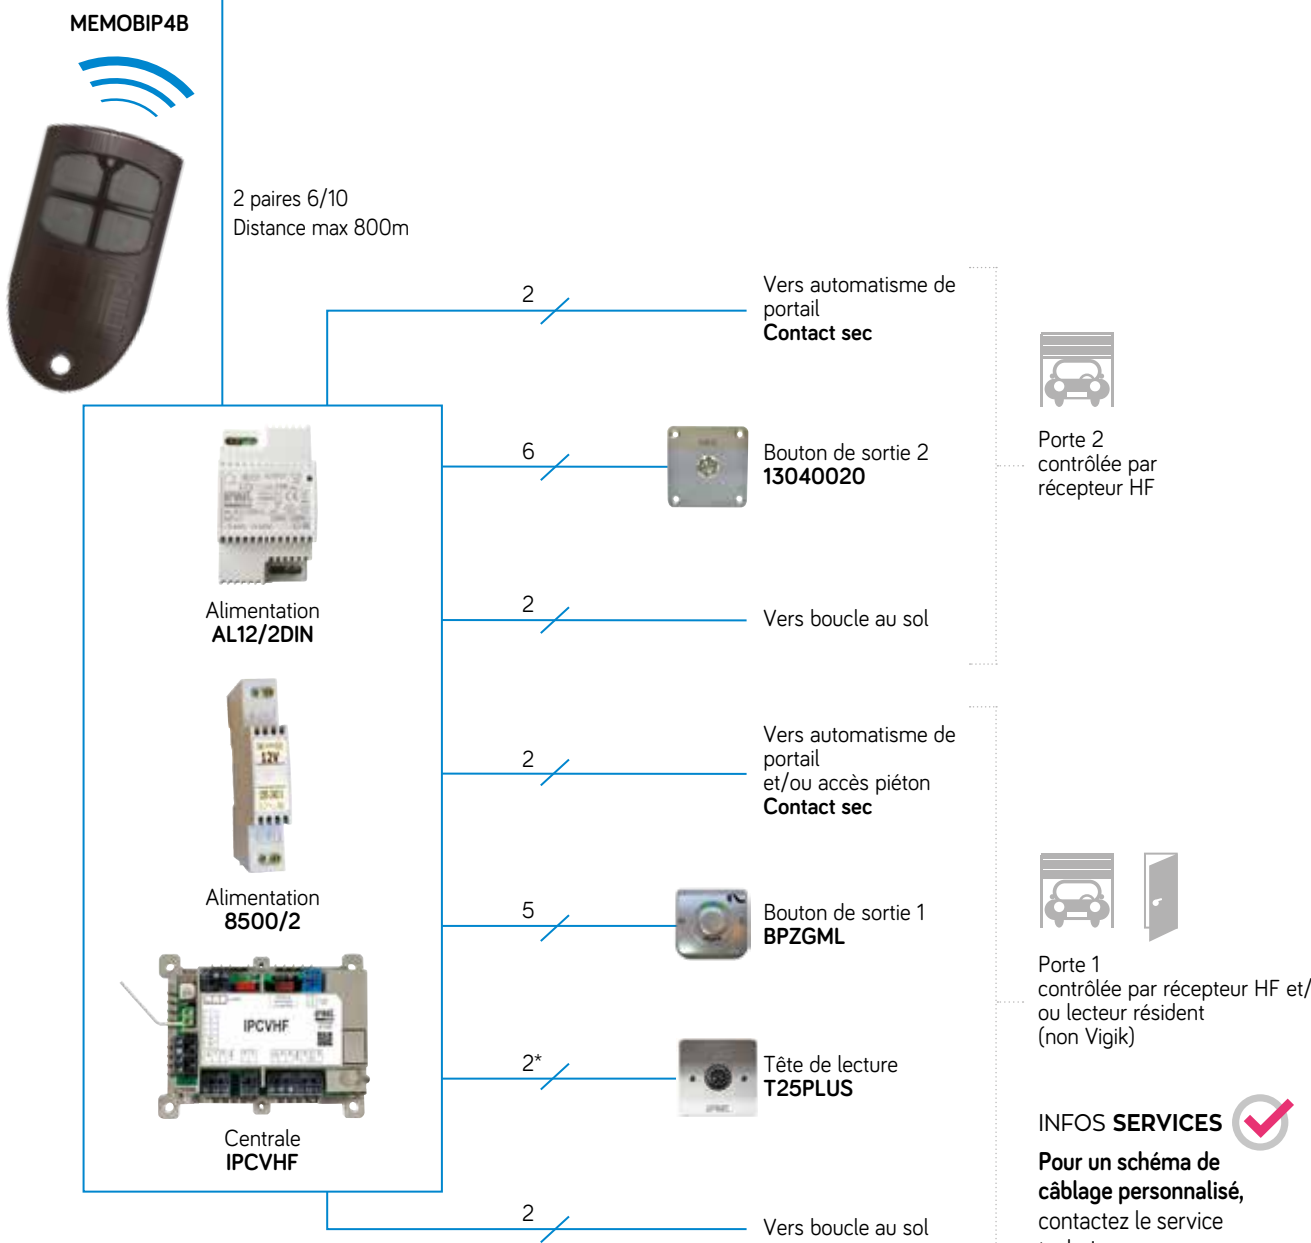 MEMOBIP4B
2 paires 6/10
Distance max 800m
2
Vers automatisme de
portail
Contact sec
6
Bouton de sortie 2
13040020
Porte 2
contrôlée par
récepteur HF
Alimentation
AL12/2DIN
2
Vers boucle au sol
12V
2
Vers automatisme de
portail
et/ou accès piéton
Contact sec
Alimentation
8500/2
5
Bouton de sortie 1
BPZGML
Porte 1
contrôlée par récepteur HF et/
ou lecteur résident
(non Vigik)
IPCVHF
2*
Tête de lecture
T25PLUS
Centrale
IPCVHF
INFOS SERVICES
Pour un schéma de
câblage personnalisé,
contactez le service
2
Vers boucle au sol